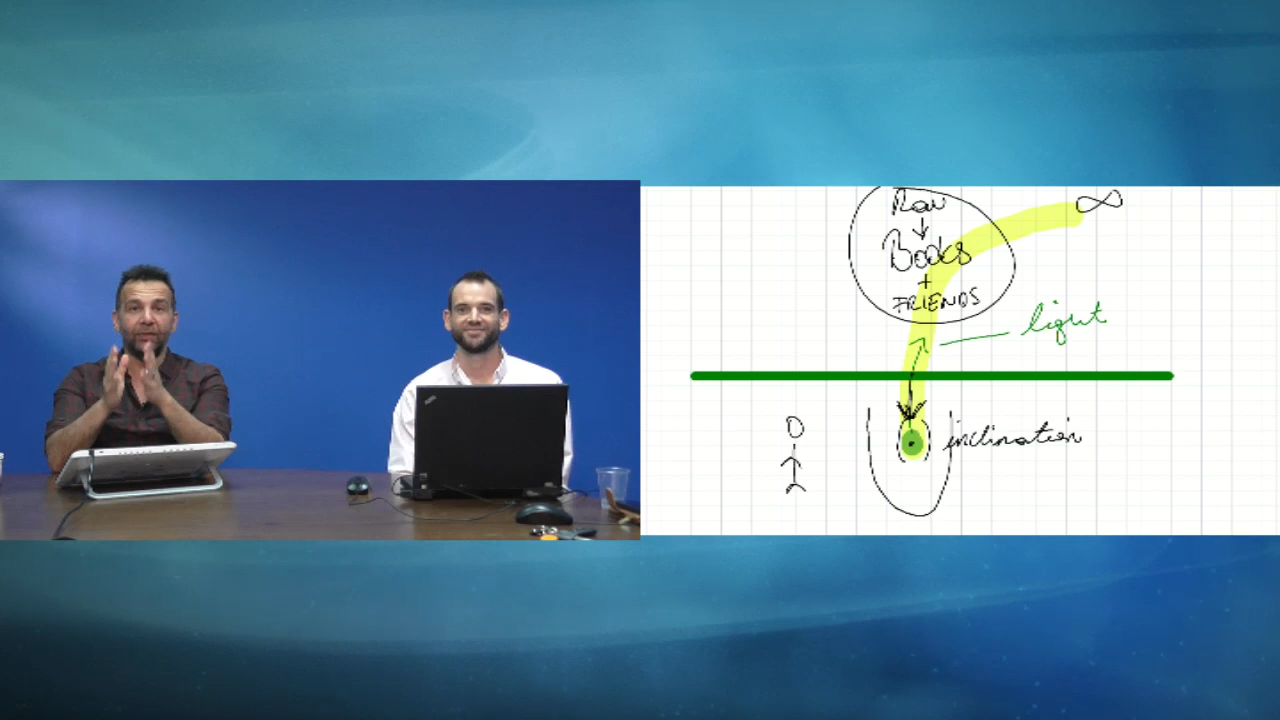 Rav
Books
+
FRIENDS
∞
light
inclination